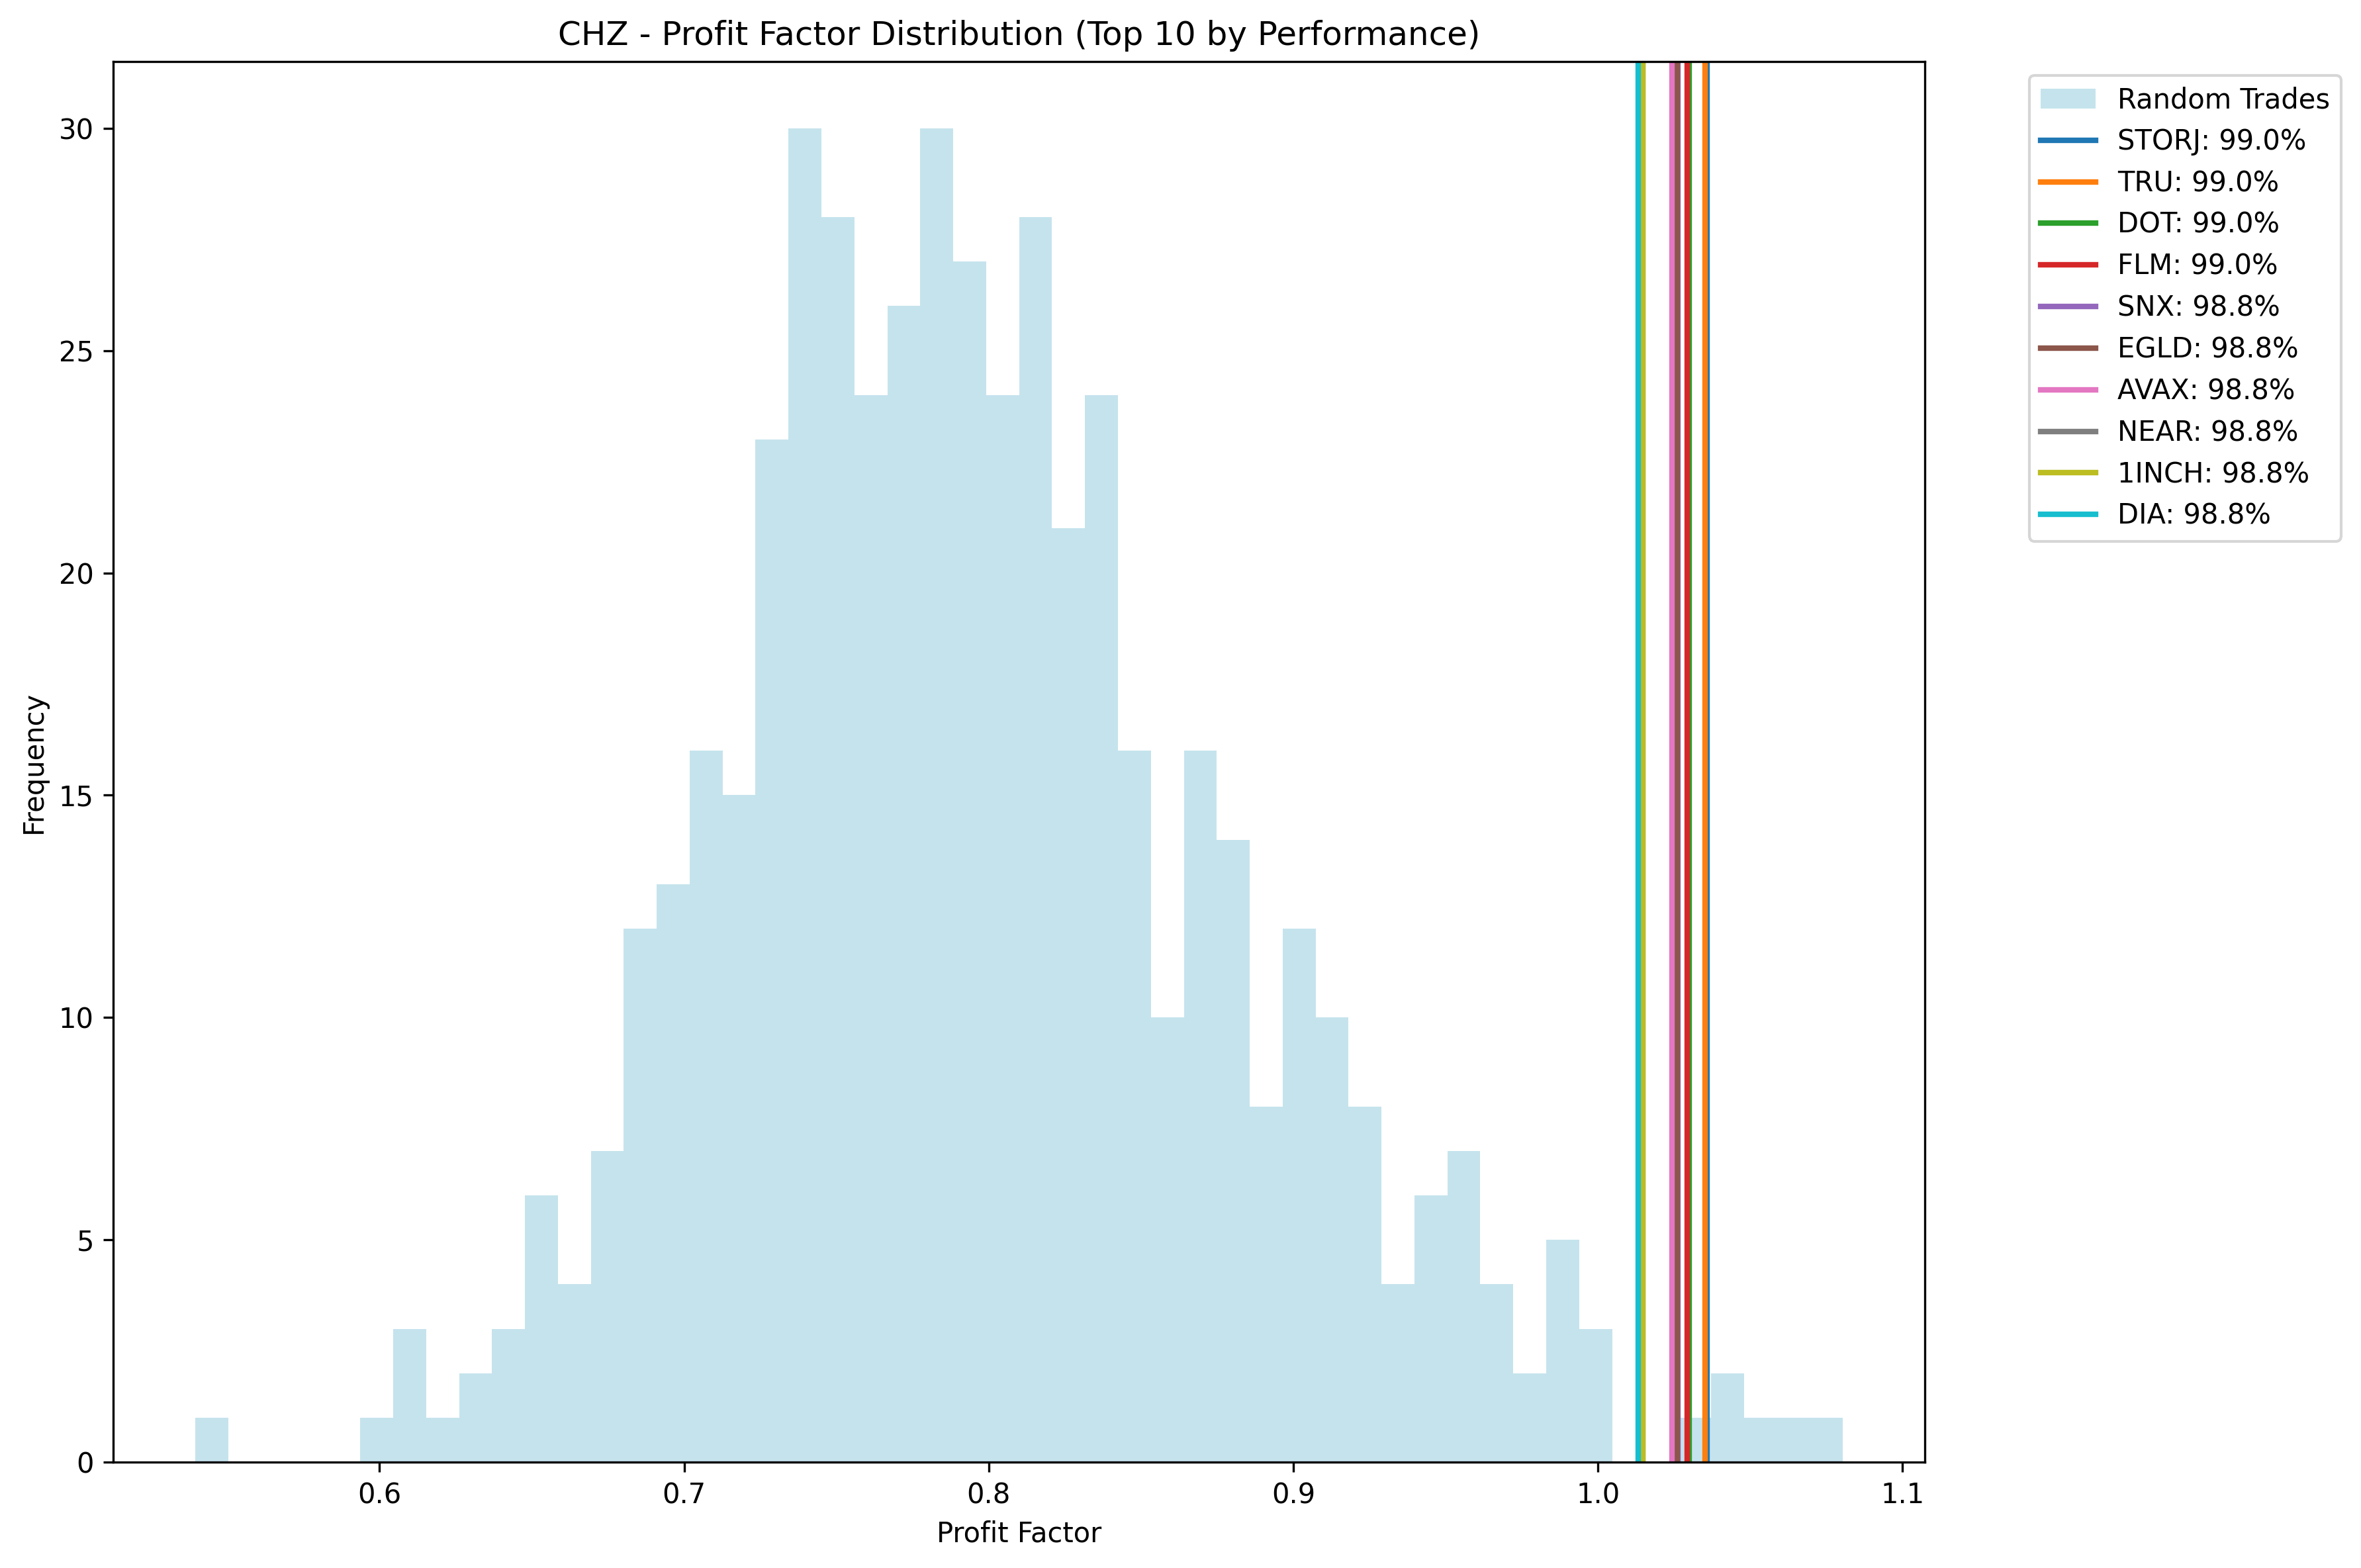 CHZ - Profit Factor Distribution (Top 10 by Performance)
30
25
20
15
10
5
0
Frequency
0.6
0.7
0.8
0.9
1.0
1.1
Profit Factor
Random Trades
STORJ: 99.0%
TRU: 99.0%
DOT: 99.0%
FLM: 99.0%
SNX: 98.8%
EGLD: 98.8%
AVAX: 98.8%
NEAR: 98.8%
1INCH: 98.8%
DIA: 98.8%